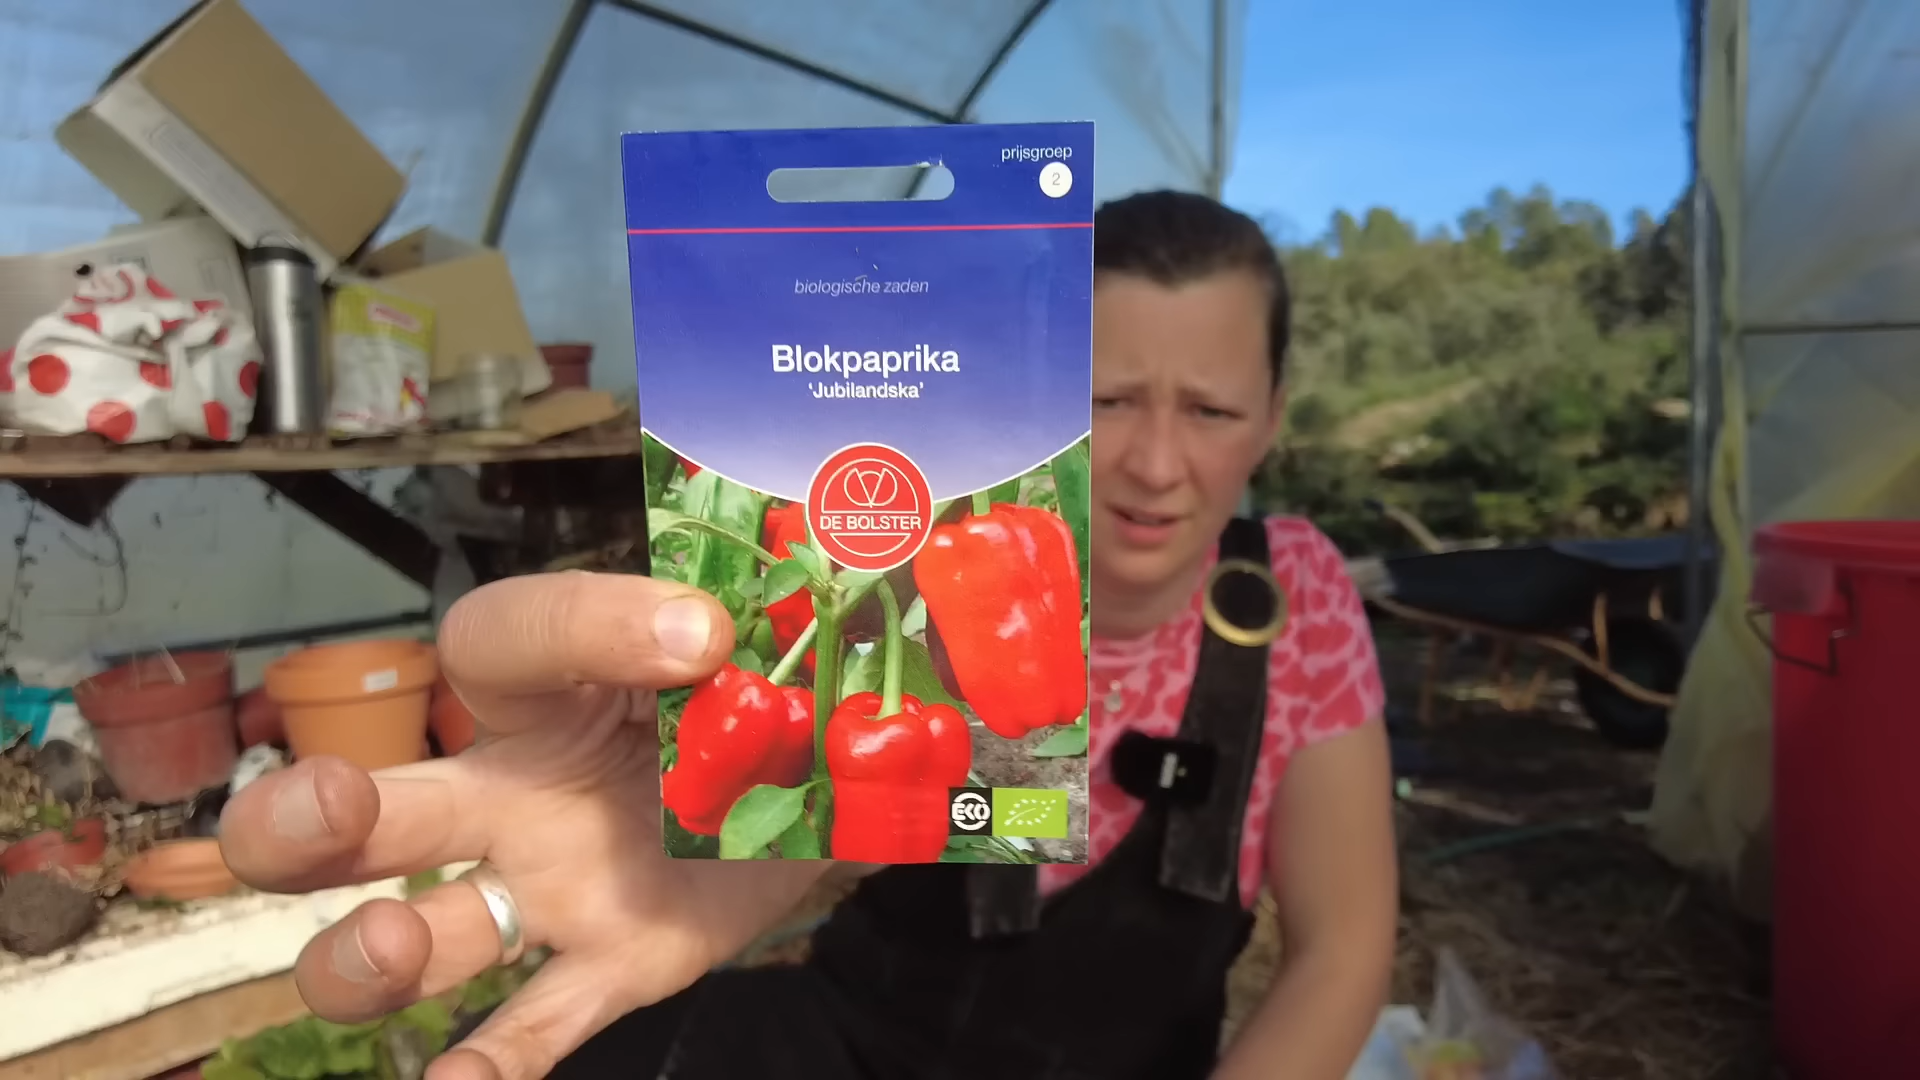 prijsgroep
2
biologische zaden
Blokpaprika
'Jubilandska'
DE BOLSTER
EKO